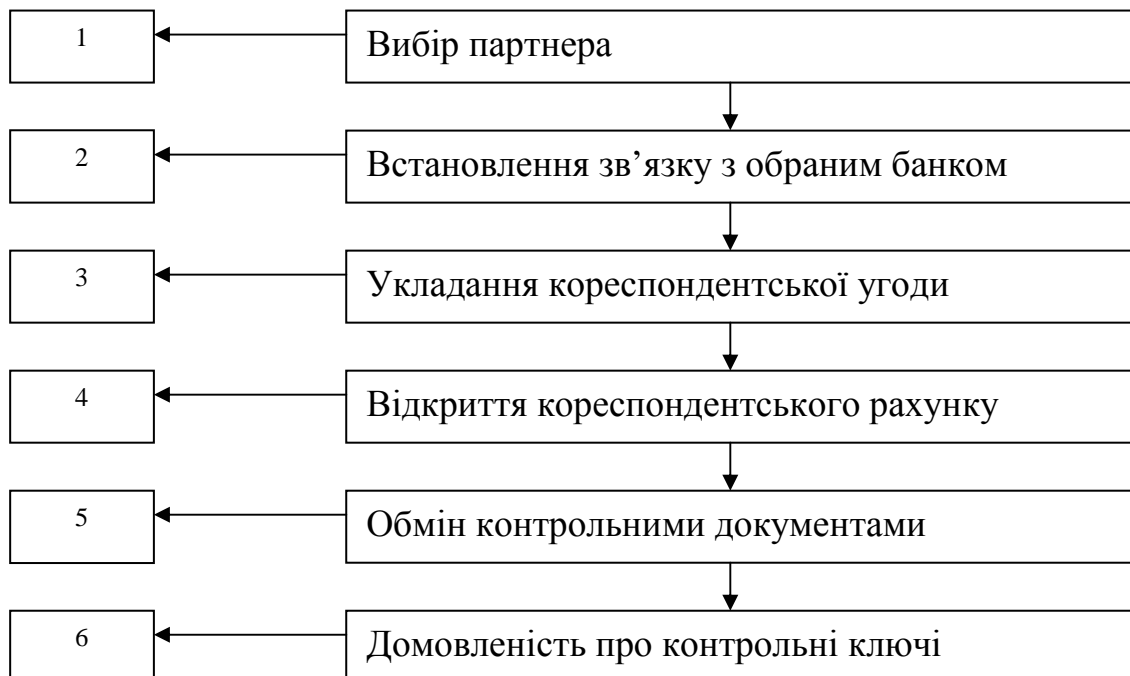 1 Вибір партнера
2 Встановлення зв’язку з обраним банком
3 Укладання кореспондентської угоди
4 Відкриття кореспондентського рахунку
5 Обмін контрольними документами
6 Домовленість про контрольні ключі